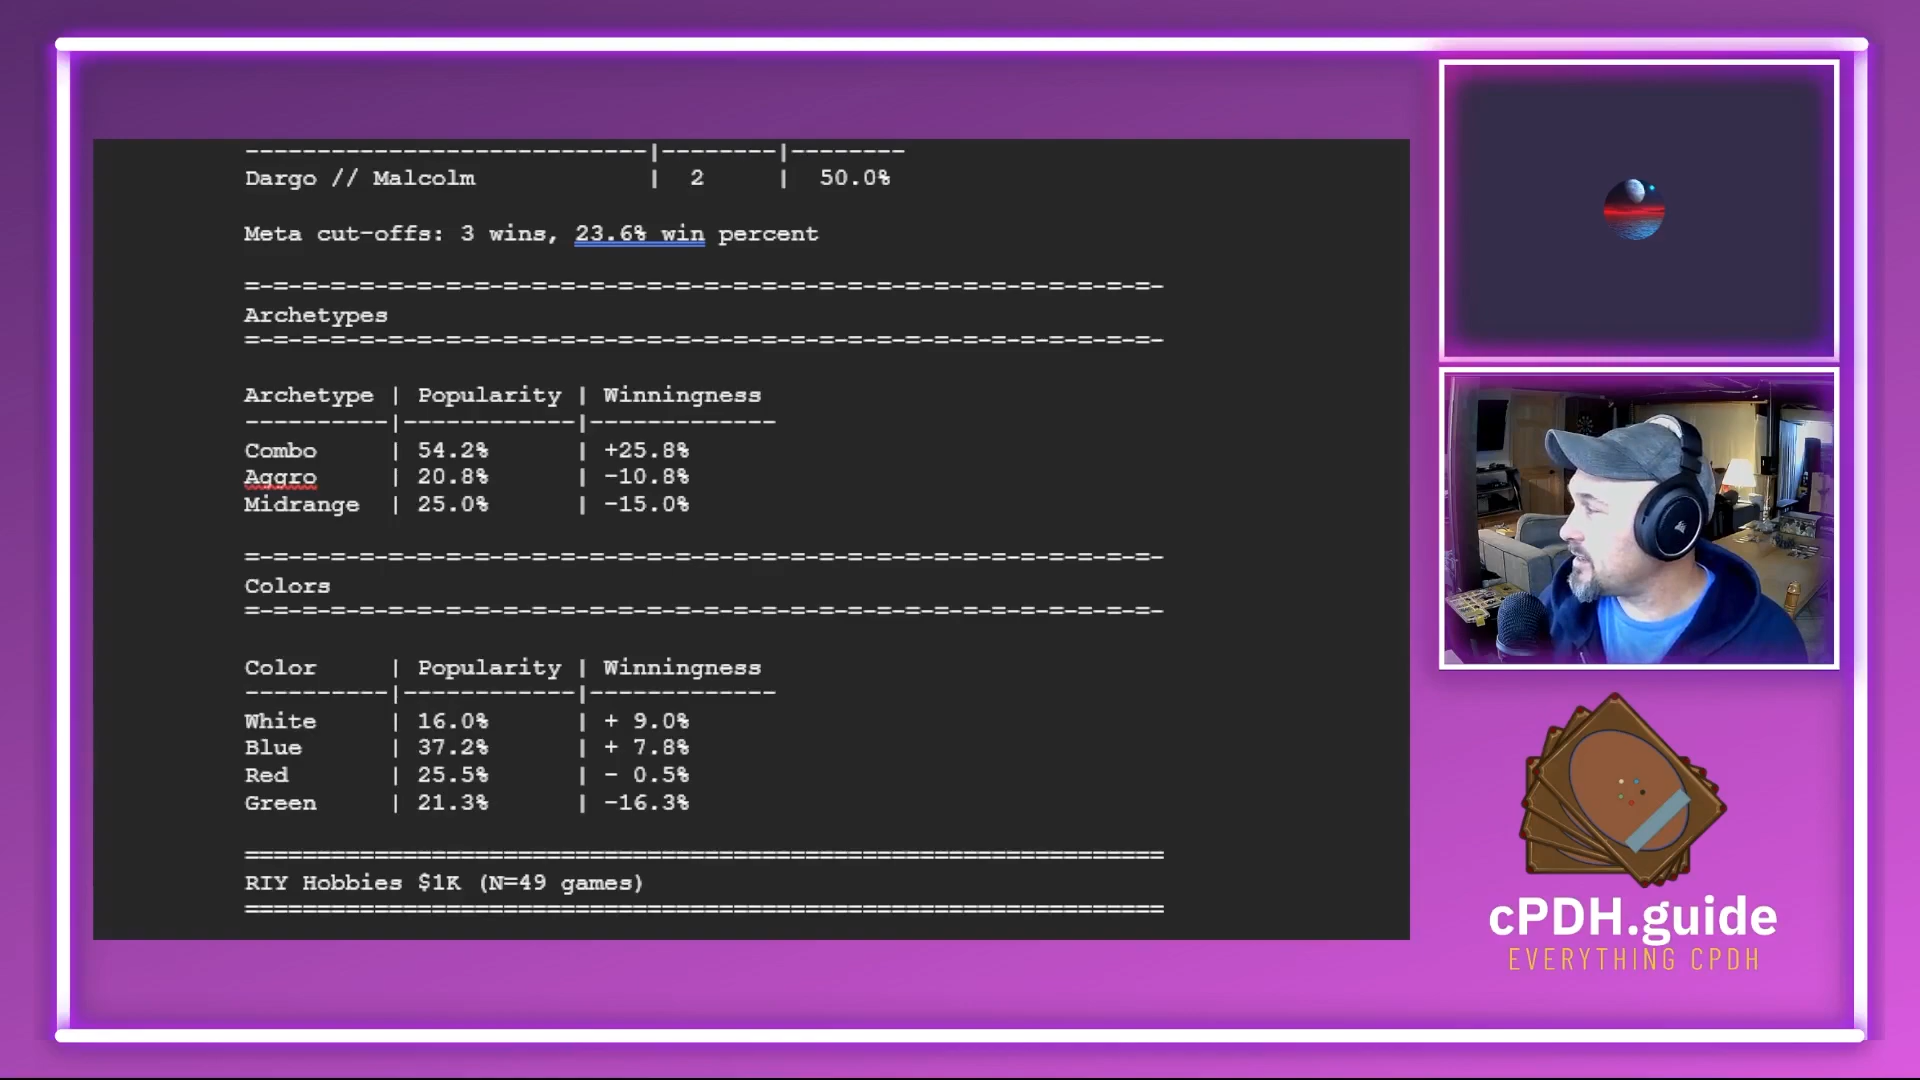 ----------------------------|--------|--------
Dargo // Malcolm | 2 | 50.0%
Meta cut-offs: 3 wins, 23.6% win percent
=-=-=-=-=-=-=-=-=-=-=-=-=-=-=-=-=-=-=-=-=-=-=-=-=-=-=-=-=-=-=-=-
Archetypes
=-=-=-=-=-=-=-=-=-=-=-=-=-=-=-=-=-=-=-=-=-=-=-=-=-=-=-=-=-=-=-=-
Archetype | Popularity | Winningness
----------|------------|-------------
Combo | 54.2% | +25.8%
Aggro | 20.8% | -10.8%
Midrange | 25.0% | -15.0%
=-=-=-=-=-=-=-=-=-=-=-=-=-=-=-=-=-=-=-=-=-=-=-=-=-=-=-=-=-=-=-=-
Colors
=-=-=-=-=-=-=-=-=-=-=-=-=-=-=-=-=-=-=-=-=-=-=-=-=-=-=-=-=-=-=-=-
Color | Popularity | Winningness
----------|------------|-------------
White | 16.0% | + 9.0%
Blue | 37.2% | + 7.8%
Red | 25.5% | - 0.5%
Green | 21.3% | -16.3%
================================================================
RIY Hobbies $1K (N=49 games)
================================================================
cPDH.guide
EVERYTHING CPDH